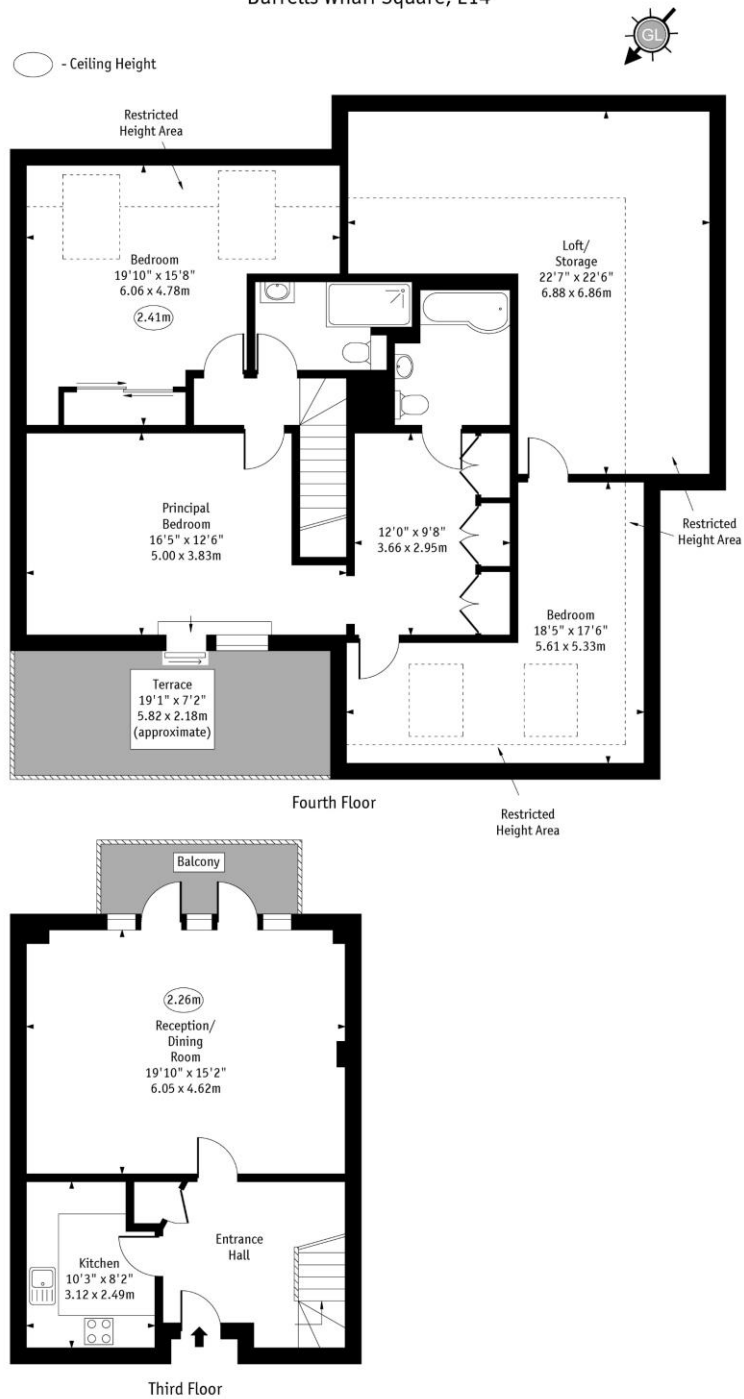 Burrells Wharf Square, E14
GL
- Ceiling Height
Restricted
Height Area
Bedroom
19'10" x 15'8"
6.06 x 4.78m
2.41m
Loft/
Storage
22'7" x 22'6"
6.88 x 6.86m
Principal
Bedroom
16'5" x 12'6"
5.00 x 3.83m
12'0" x 9'8"
3.66 x 2.95m
Restricted
Height Area
Bedroom
18'5" x 17'6"
5.61 x 5.33m
Terrace
19'1" x 7'2"
5.82 x 2.18m
(approximate)
Fourth Floor
Restricted
Height Area
Balcony
2.26m
Reception/
Dining
Room
19'10" x 15'2"
6.05 x 4.62m
Entrance
Hall
Kitchen
10'3" x 8'2"
3.12 x 2.49m
Third Floor